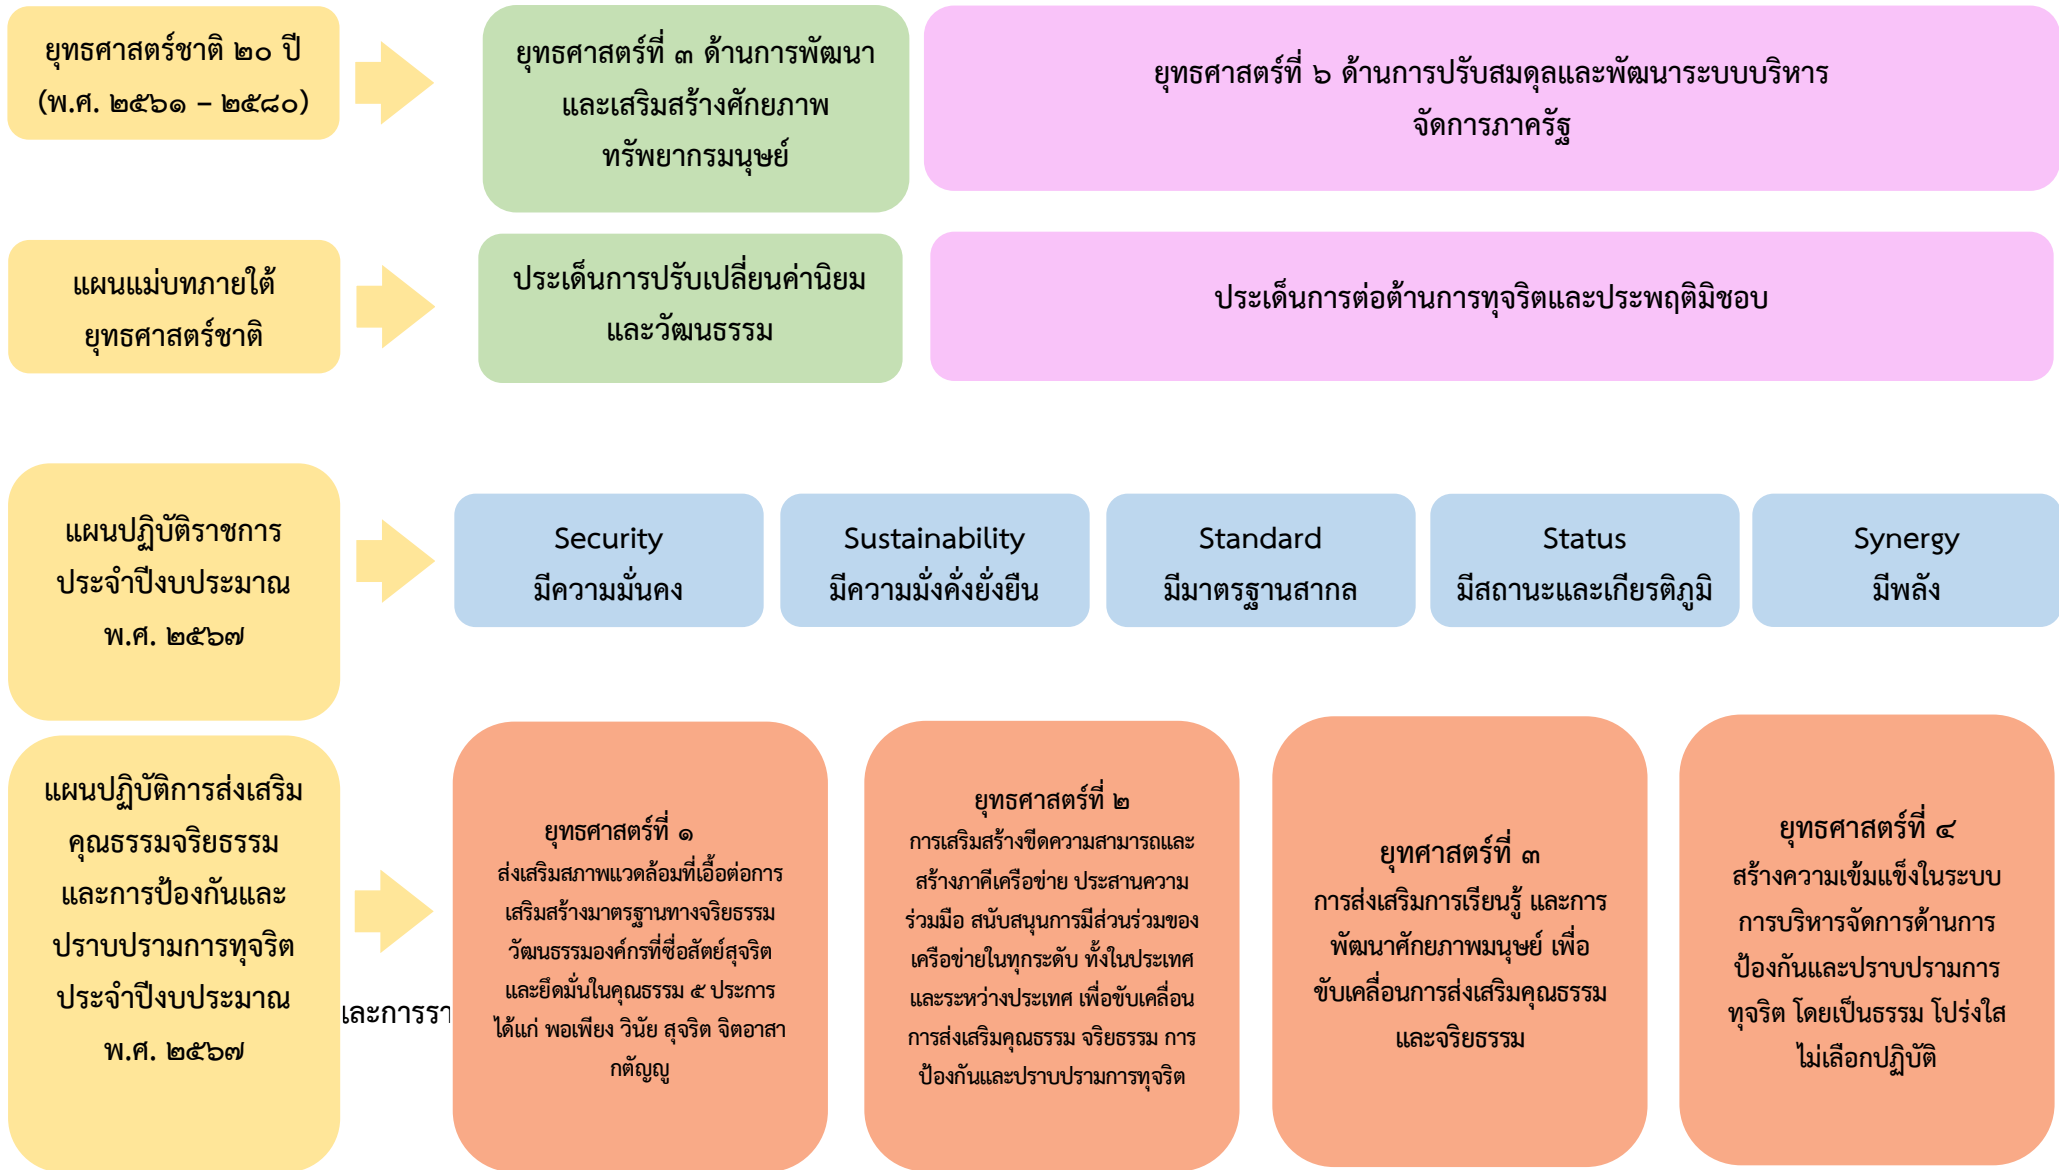 ยุทธศาสตร์ชาติ ๒๐ ปี
(พ.ศ. ๒๕๖๑ – ๒๕๘๐)
ยุทธศาสตร์ที่ ๓ ด้านการพัฒนา
และเสริมสร้างศักยภาพ
ทรัพยากรมนุษย์
ยุทธศาสตร์ที่ ๖ ด้านการปรับสมดุลและพัฒนาระบบบริหาร
จัดการภาครัฐ
แผนแม่บทภายใต้
ยุทธศาสตร์ชาติ
ประเด็นการปรับเปลี่ยนค่านิยม
และวัฒนธรรม
ประเด็นการต่อต้านการทุจริตและประพฤติมิชอบ
แผนปฏิบัติราชการ
ประจำปีงบประมาณ
พ.ศ. ๒๕๖๗
Security
มีความมั่นคง
Sustainability
มีความมั่งคั่งยั่งยืน
Standard
มีมาตรฐานสากล
Status
มีสถานะและเกียรติภูมิ
Synergy
มีพลัง
แผนปฏิบัติการส่งเสริม
คุณธรรมจริยธรรม
และการป้องกันและ
ปราบปรามการทุจริต
ประจำปีงบประมาณ
พ.ศ. ๒๕๖๗
และการรา
ยุทธศาสตร์ที่ ๑
ส่งเสริมสภาพแวดล้อมที่เอื้อต่อการ
เสริมสร้างมาตรฐานทางจริยธรรม
วัฒนธรรมองค์กรที่ซื่อสัตย์สุจริต
และยึดมั่นในคุณธรรม ๕ ประการ
ได้แก่ พอเพียง วินัย สุจริต จิตอาสา
กตัญญู
ยุทธศาสตร์ที่ ๒
การเสริมสร้างขีดความสามารถและ
สร้างภาคีเครือข่าย ประสานความ
ร่วมมือ สนับสนุนการมีส่วนร่วมของ
เครือข่ายในทุกระดับ ทั้งในประเทศ
และระหว่างประเทศ เพื่อขับเคลื่อน
การส่งเสริมคุณธรรม จริยธรรม การ
ป้องกันและปราบปรามการทุจริต
ยุทศาสตร์ที่ ๓
การส่งเสริมการเรียนรู้ และการ
พัฒนาศักยภาพมนุษย์ เพื่อ
ขับเคลื่อนการส่งเสริมคุณธรรม
และจริยธรรม
ยุทธศาสตร์ที่ ๔
สร้างความเข้มแข็งในระบบ
การบริหารจัดการด้านการ
ป้องกันและปราบปรามการ
ทุจริต โดยเป็นธรรม โปร่งใส
ไม่เลือกปฏิบัติ